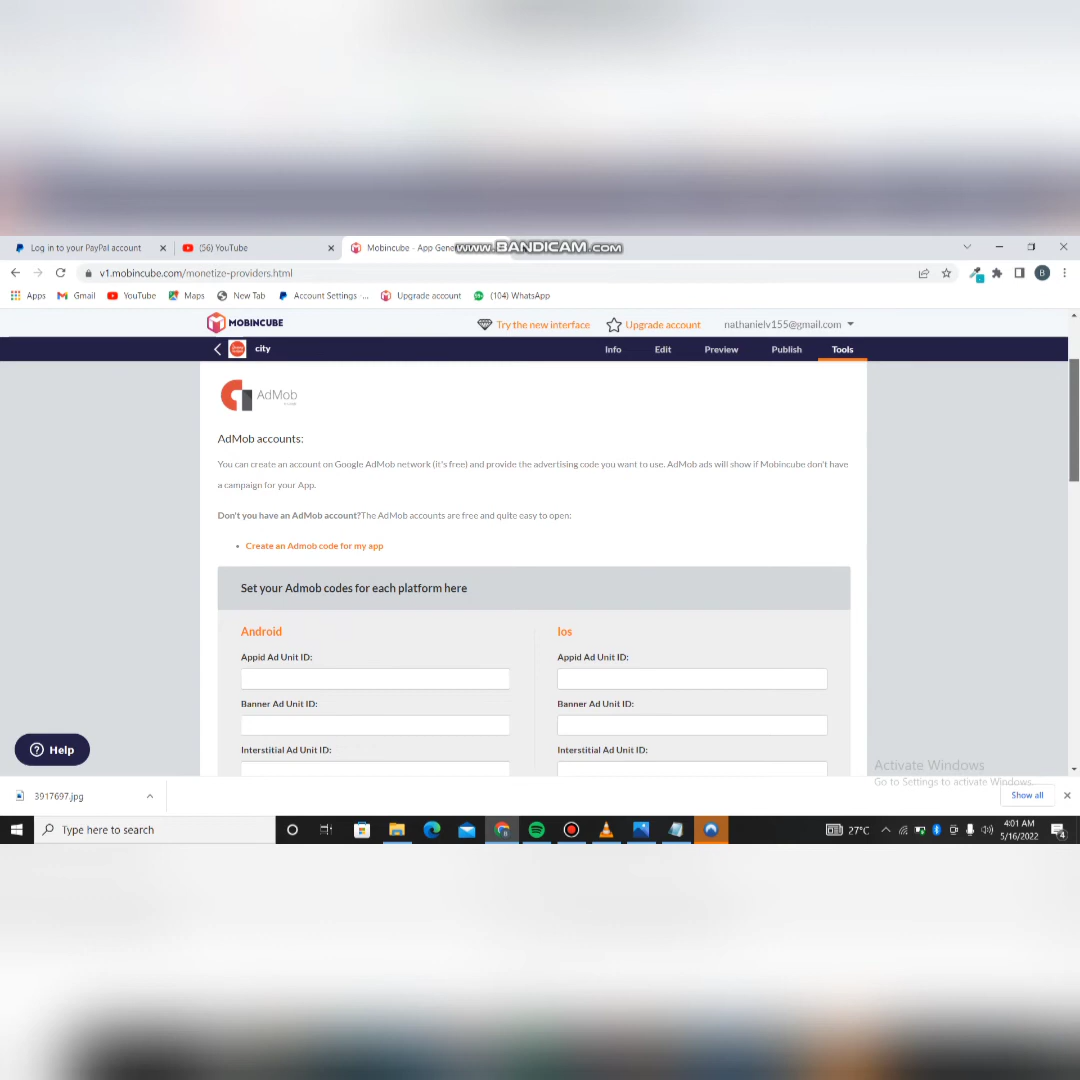 Log in to your PayPal account
(56) YouTube
Mobincube - App Gene
www.BANDICAM.com
v1.mobincube.com/monetize-providers.html
B
Apps
Gmail
YouTube
Maps
New Tab
Account Settings - ...
Upgrade account
(104) WhatsApp
MOBINCUBE
Try the new interface
Upgrade account
nathanielv155@gmail.com
city
Info
Edit
Preview
Publish
Tools
AdMob
AdMob accounts:
You can create an account on Google AdMob network (it's free) and provide the advertising code you want to use. AdMob ads will show if Mobincube don't have
a campaign for your App.
Don't you have an AdMob account?The AdMob accounts are free and quite easy to open:
• Create an Admob code for my app
Set your Admob codes for each platform here
Android
Ios
Appid Ad Unit ID:
Appid Ad Unit ID:
Banner Ad Unit ID:
Banner Ad Unit ID:
Interstitial Ad Unit ID:
Interstitial Ad Unit ID:
? Help
Activate Windows
Go to Settings to activate Windows.
3917697.jpg
Show all
Type here to search
27°C
4:01 AM
5/16/2022
4